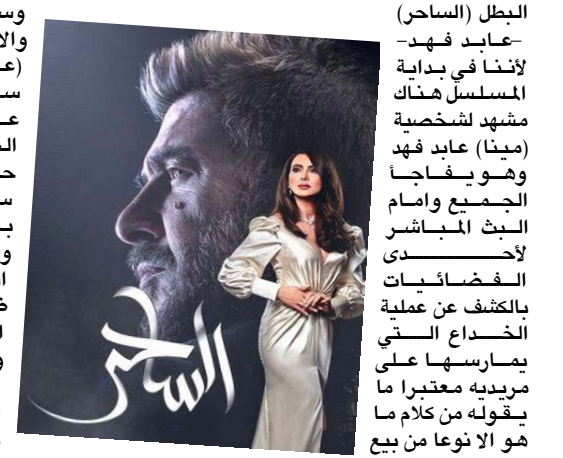 البطل (الساحر)
-عابد فهد-
لأننا في بداية
المسلسل هناك
مشهد لشخصية
(مينا) عابد فهد
وهو يفاجأ
الجميع وامام
البث المباشر
لأحدى
الفضائيات
بالكشف عن عملية
الخداع التي
يمارسها على
مريديه معتبرا ما
يقوله من كلام ما
هو الا نوعا من بيع
الساحر